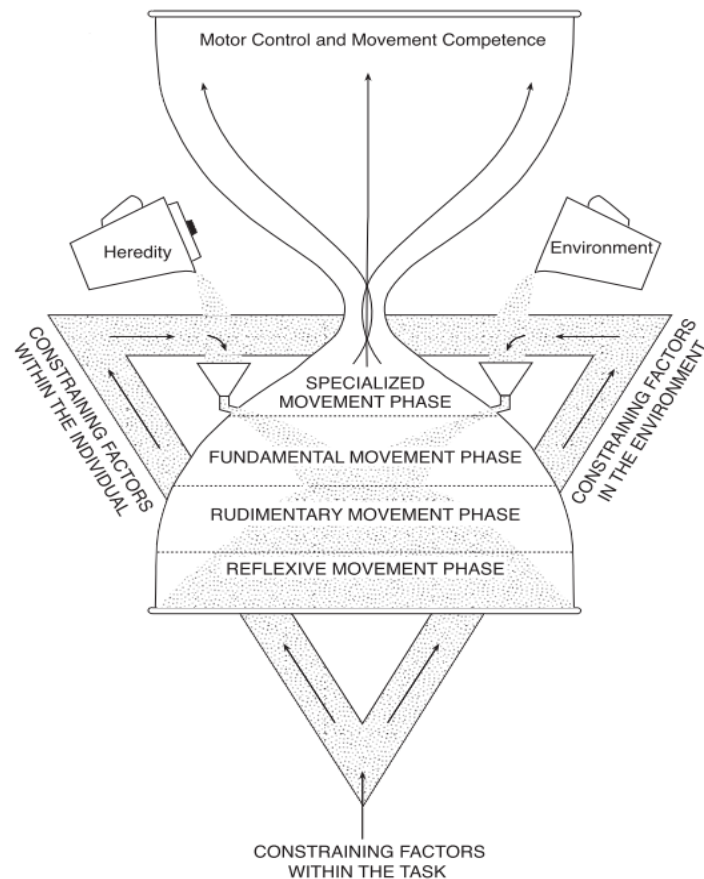 Motor Control and Movement Competence
Heredity
Environment
CONSTRAINING FACTORS
WITHIN THE INDIVIDUAL
CONSTRAINING FACTORS
IN THE ENVIRONMENT
SPECIALIZED
MOVEMENT PHASE
FUNDAMENTAL MOVEMENT PHASE
RUDIMENTARY MOVEMENT PHASE
REFLEXIVE MOVEMENT PHASE
CONSTRAINING FACTORS
WITHIN THE TASK